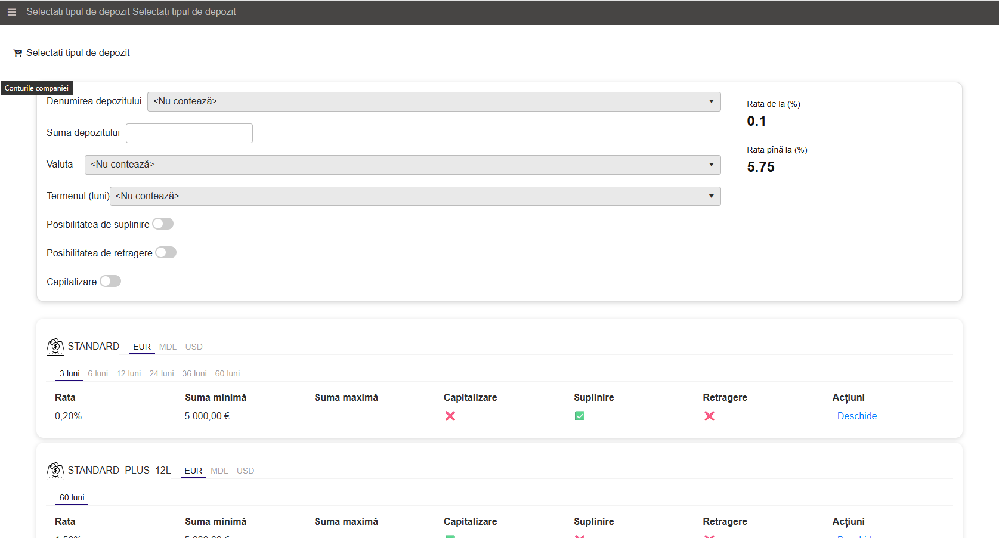 Selectați tipul de depozit Selectați tipul de depozit
Selectați tipul de depozit
Conturile companiei
Denumirea depozitului <Nu contează>
Suma depozitului
Valuta <Nu contează>
Termenul (luni) <Nu contează>
Posibilitatea de suplinire
Posibilitatea de retragere
Capitalizare
Rata de la (%)
0.1
Rata pînă la (%)
5.75
STANDARD EUR MDL USD
3 luni 6 luni 12 luni 24 luni 36 luni 60 luni
Rata Suma minimă Suma maximă Capitalizare Suplinire Retragere Acțiuni
0,20% 5 000,00 € Deschide
STANDARD_PLUS_12L EUR MDL USD
60 luni
Rata Suma minimă Suma maximă Capitalizare Suplinire Retragere Acțiuni